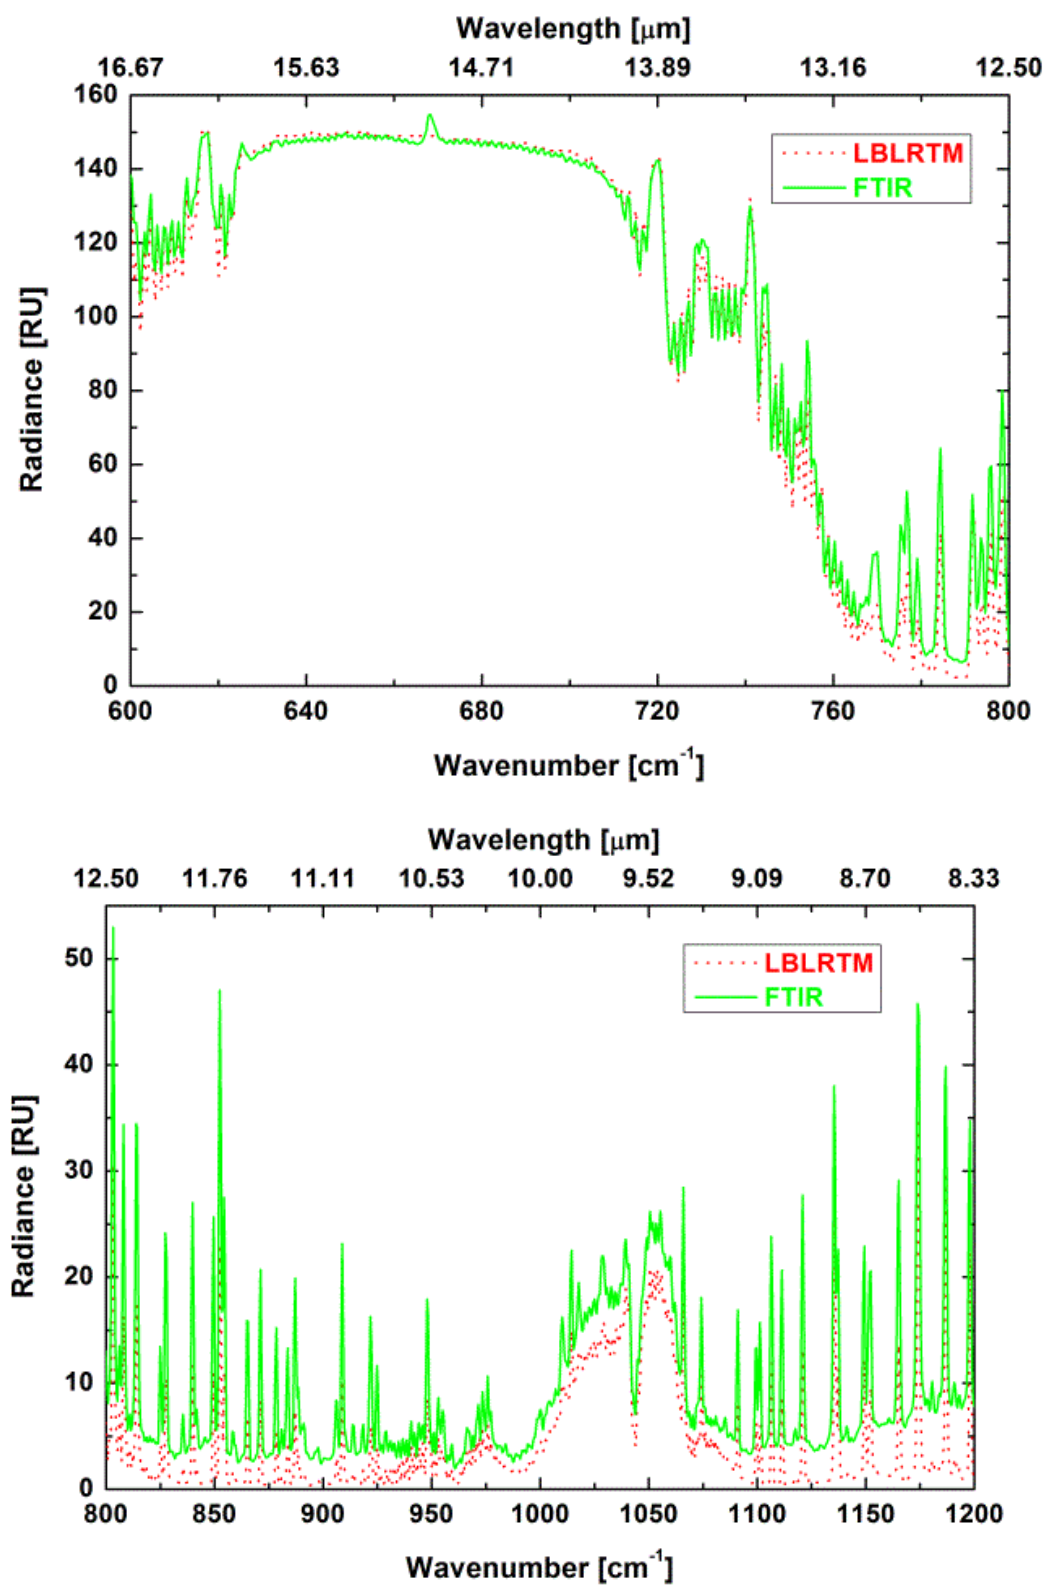 Wavelength [μm]
16.67 15.63 14.71 13.89 13.16 12.50
160
140
120
100
80
60
40
20
0
Radiance [RU]
LBLRTM
FTIR
600 640 680 720 760 800
Wavenumber [cm⁻¹]
Wavelength [μm]
12.50 11.76 11.11 10.53 10.00 9.52 9.09 8.70 8.33
50
40
30
20
10
0
Radiance [RU]
LBLRTM
FTIR
800 850 900 950 1000 1050 1100 1150 1200
Wavenumber [cm⁻¹]